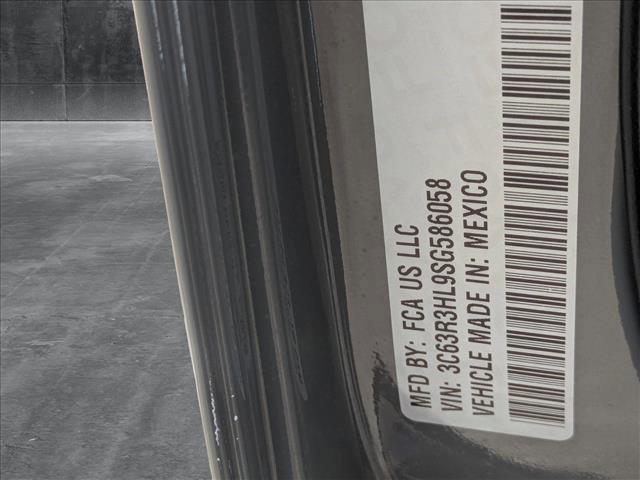 MFD BY: FCA US LLC
VIN: 3C63R3HL9SG586058
VEHICLE MADE IN: MEXICO